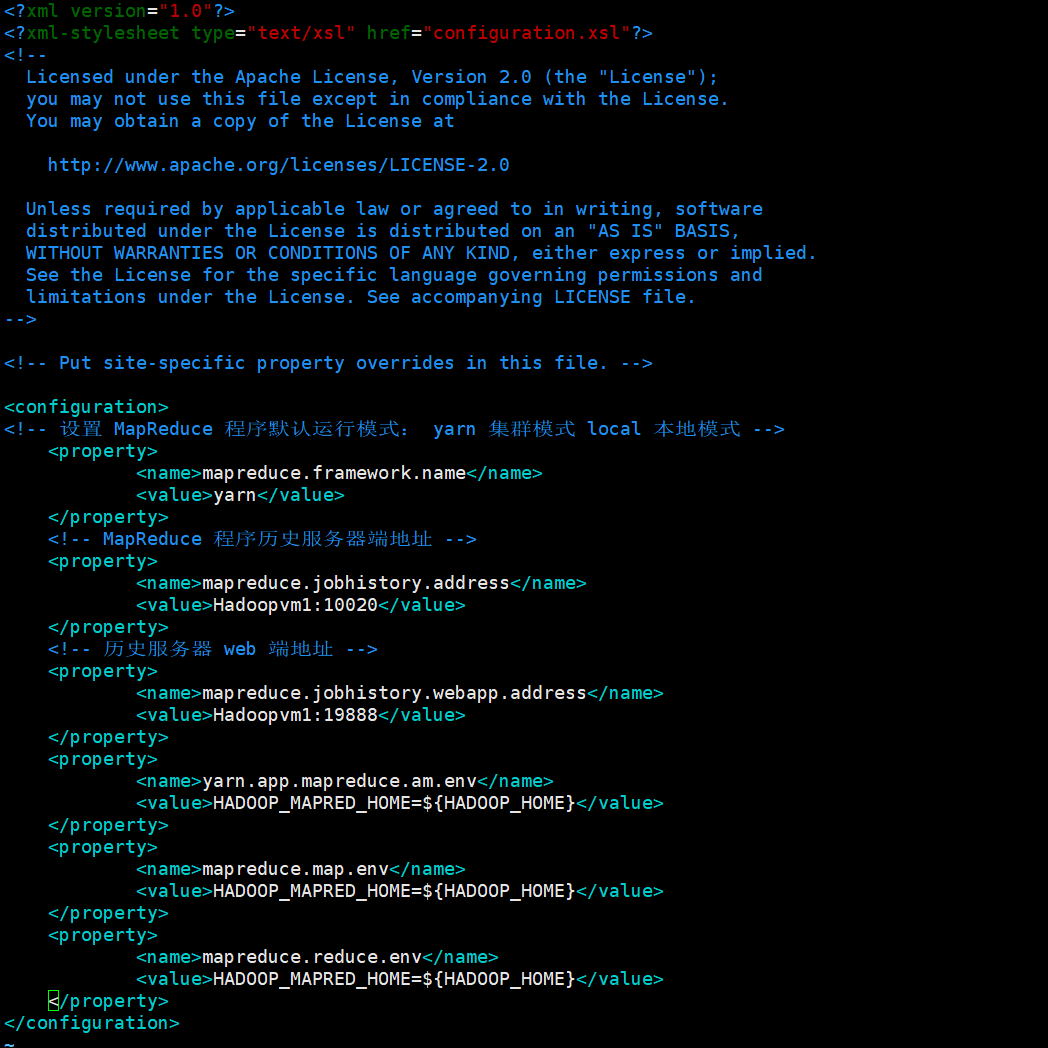 <?xml version="1.0"?>
<?xml-stylesheet type="text/xsl" href="configuration.xsl"?>
<!--
  Licensed under the Apache License, Version 2.0 (the "License");
  you may not use this file except in compliance with the License.
  You may obtain a copy of the License at

    http://www.apache.org/licenses/LICENSE-2.0

  Unless required by applicable law or agreed to in writing, software
  distributed under the License is distributed on an "AS IS" BASIS,
  WITHOUT WARRANTIES OR CONDITIONS OF ANY KIND, either express or implied.
  See the License for the specific language governing permissions and
  limitations under the License. See accompanying LICENSE file.
-->

<!-- Put site-specific property overrides in this file. -->

<configuration>
<!-- 设置 MapReduce 程序默认运行模式： yarn 集群模式 local 本地模式 -->
    <property>
            <name>mapreduce.framework.name</name>
            <value>yarn</value>
    </property>
    <!-- MapReduce 程序历史服务器端地址 -->
    <property>
            <name>mapreduce.jobhistory.address</name>
            <value>Hadoopvm1:10020</value>
    </property>
    <!-- 历史服务器 web 端地址 -->
    <property>
            <name>mapreduce.jobhistory.webapp.address</name>
            <value>Hadoopvm1:19888</value>
    </property>
    <property>
            <name>yarn.app.mapreduce.am.env</name>
            <value>HADOOP_MAPRED_HOME=${HADOOP_HOME}</value>
    </property>
    <property>
            <name>mapreduce.map.env</name>
            <value>HADOOP_MAPRED_HOME=${HADOOP_HOME}</value>
    </property>
    <property>
            <name>mapreduce.reduce.env</name>
            <value>HADOOP_MAPRED_HOME=${HADOOP_HOME}</value>
    </property>
</configuration>
~